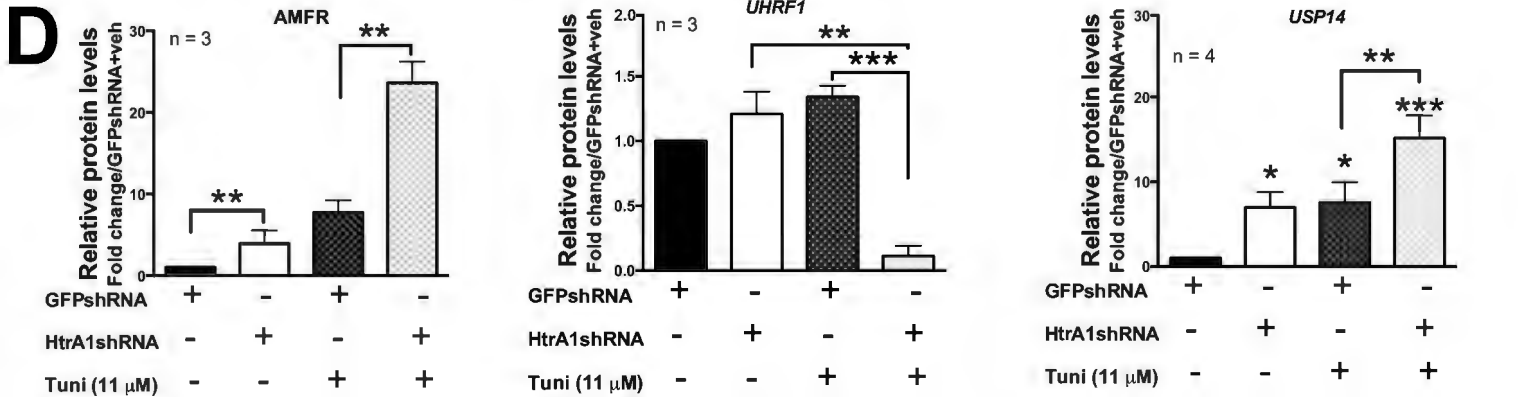 D
AMFR
n = 3
**
**
30
20
10
0
Relative protein levels
Fold change/GFPshRNA+veh
GFPshRNA + - + -
HtrA1shRNA - + - +
Tuni (11 μM) - - + +
UHRF1
n = 3
**
***
2.0
1.5
1.0
0.5
0.0
Relative protein levels
Fold change/GFPshRNA+veh
GFPshRNA + - + -
HtrA1shRNA - + - +
Tuni (11 μM) - - + +
USP14
n = 4
**
***
*
*
30
20
10
0
Relative protein levels
Fold change/GFPshRNA+veh
GFPshRNA + - + -
HtrA1shRNA - + - +
Tuni (11 μM) - - + +